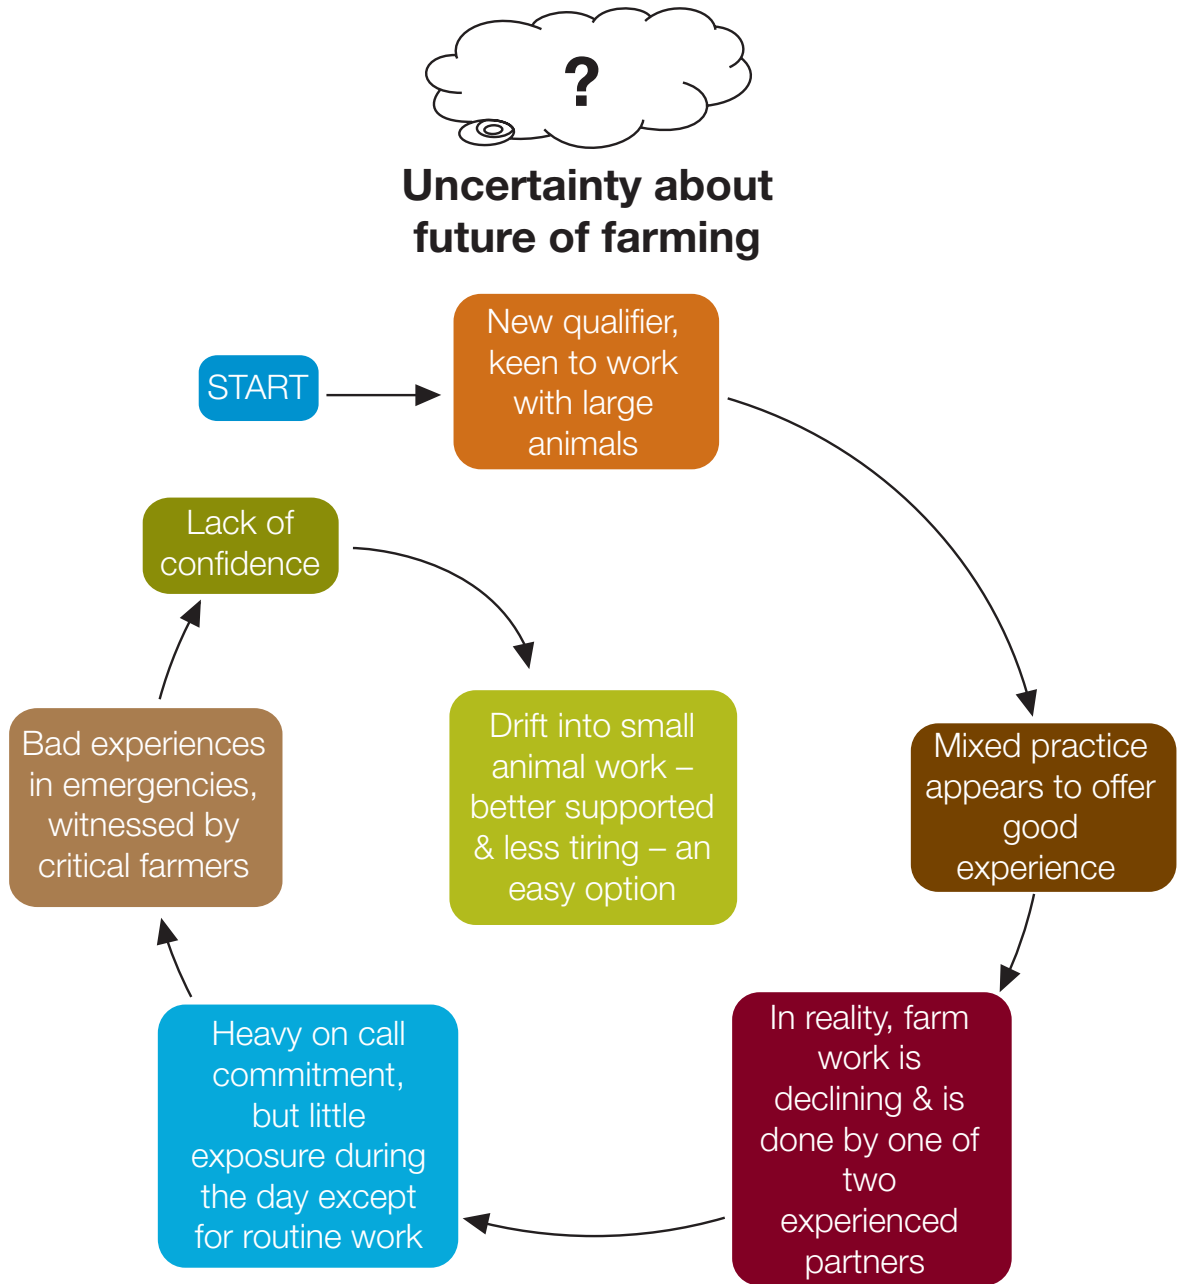 ?
Uncertainty about
future of farming
START
New qualifier,
keen to work
with large
animals
Mixed practice
appears to offer
good
experience
In reality, farm
work is
declining & is
done by one of
two
experienced
partners
Heavy on call
commitment,
but little
exposure during
the day except
for routine work
Bad experiences
in emergencies,
witnessed by
critical farmers
Lack of
confidence
Drift into small
animal work –
better supported
& less tiring – an
easy option